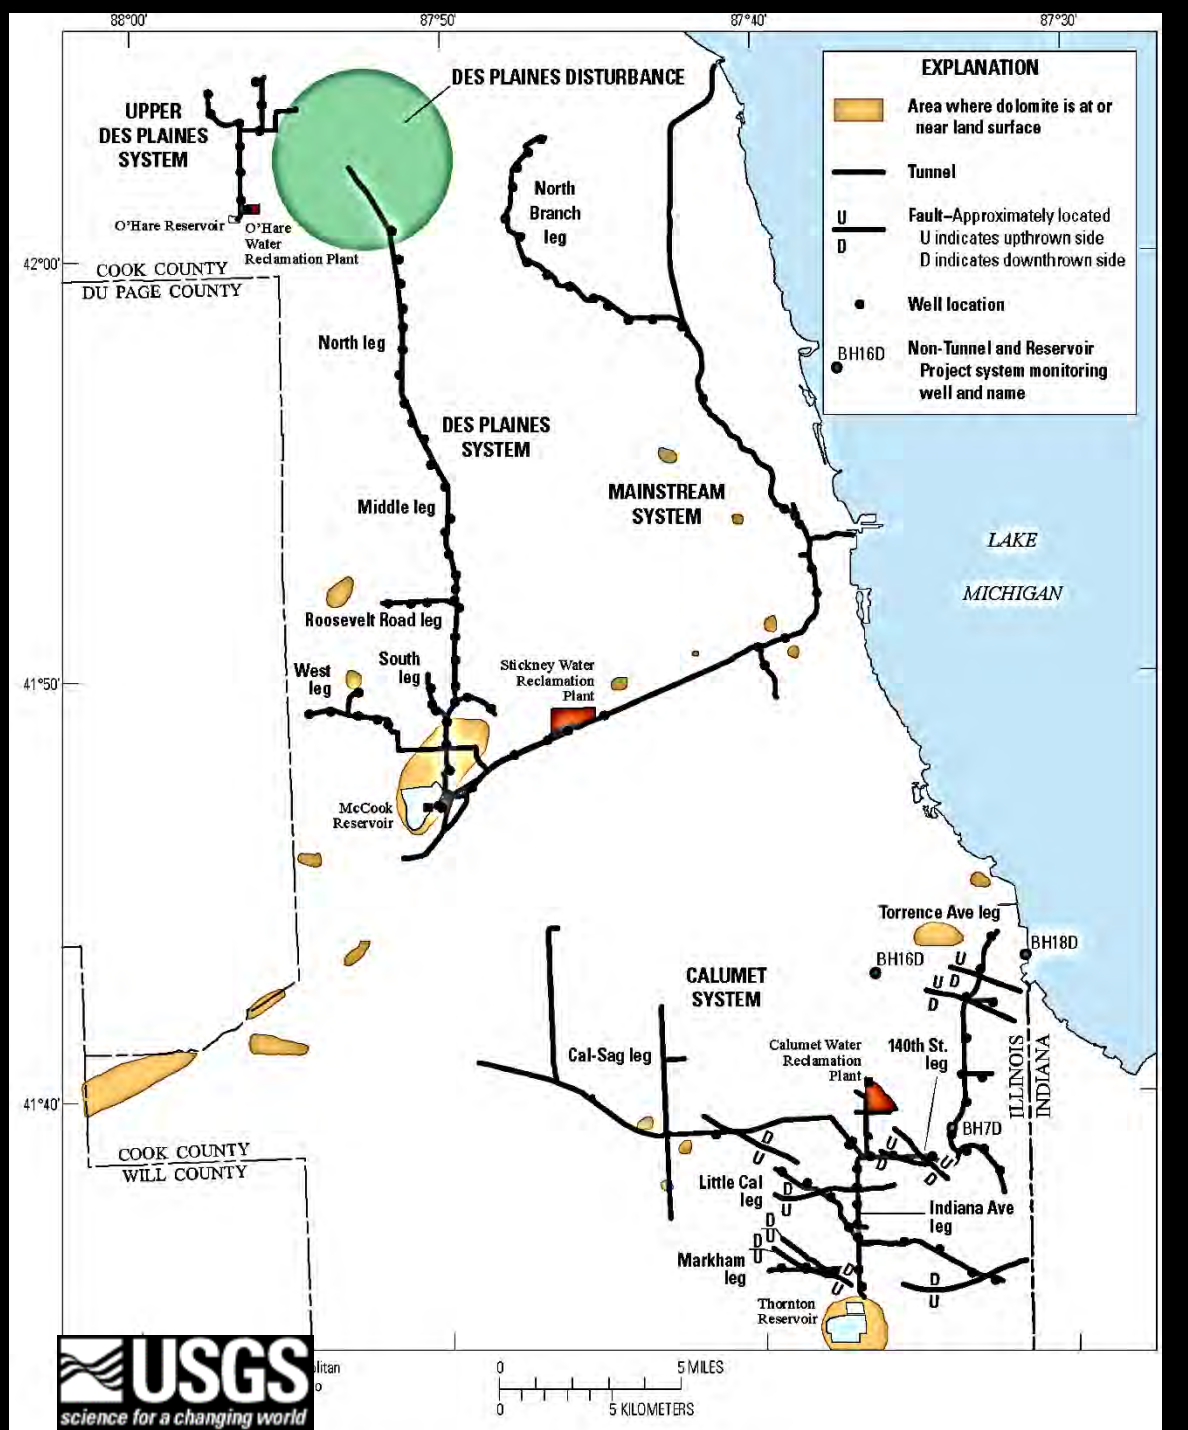 88°00'
87°50'
87°40'
87°30'
EXPLANATION
Area where dolomite is at or
near land surface
Tunnel
U
D
Fault–Approximately located
U indicates upthrown side
D indicates downthrown side
Well location
BH16D
Non-Tunnel and Reservoir
Project system monitoring
well and name
DES PLAINES DISTURBANCE
UPPER
DES PLAINES
SYSTEM
O'Hare Reservoir
O'Hare
Water
Reclamation Plant
North
Branch
leg
42°00'
COOK COUNTY
DU PAGE COUNTY
North leg
DES PLAINES
SYSTEM
Middle leg
MAINSTREAM
SYSTEM
LAKE
MICHIGAN
Roosevelt Road leg
West
leg
South
leg
Stickney Water
Reclamation
Plant
41°50'
McCook
Reservoir
Torrence Ave leg
BH16D
BH18D
U
D
U
D
CALUMET
SYSTEM
Cal-Sag leg
Calumet Water
Reclamation
Plant
140th St.
leg
ILLINOIS
INDIANA
41°40'
BH7D
COOK COUNTY
WILL COUNTY
D
U
U
D
U
D
Little Cal
leg
D
U
Indiana Ave
leg
D
U
D
U
Markham
leg
D
U
D
U
Thornton
Reservoir
USGS
science for a changing world
olitan
o
0
5 MILES
0
5 KILOMETERS